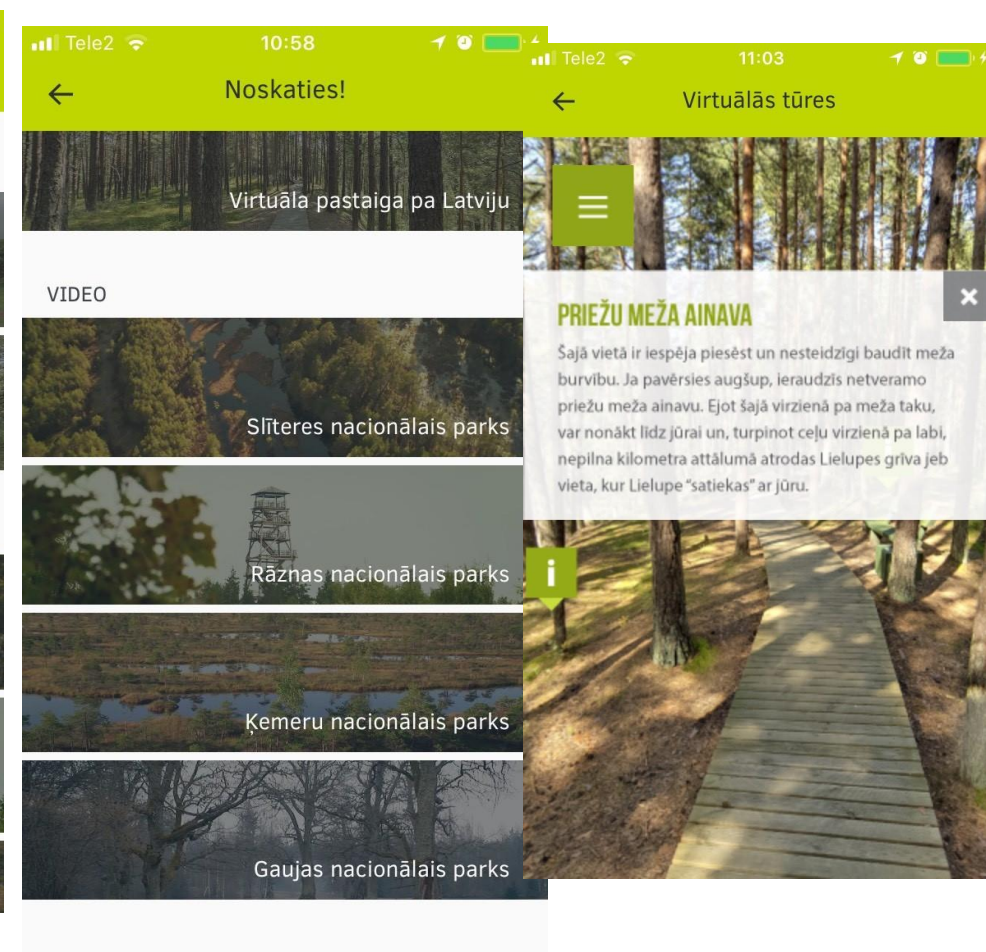 Tele2
10:58
Noskaties!
Virtuāla pastaiga pa Latviju
VIDEO
Slīteres nacionālais parks
Rāznas nacionālais parks
Ķemeru nacionālais parks
Gaujas nacionālais parks
Tele2
11:03
Virtuālās tūres
PRIEŽU MEŽA AINAVA
Šajā vietā ir iespēja piesēst un nesteidzīgi baudīt meža
burvību. Ja pavērsies augšup, ieraudzīs netveramo
priežu meža ainavu. Ejot šajā virzienā pa meža taku,
var nonākt līdz jūrai un, turpinot ceļu virzienā pa labi,
nepilna kilometra attālumā atrodas Lielupes grīva jeb
vieta, kur Lielupe “satiekas” ar jūru.
i